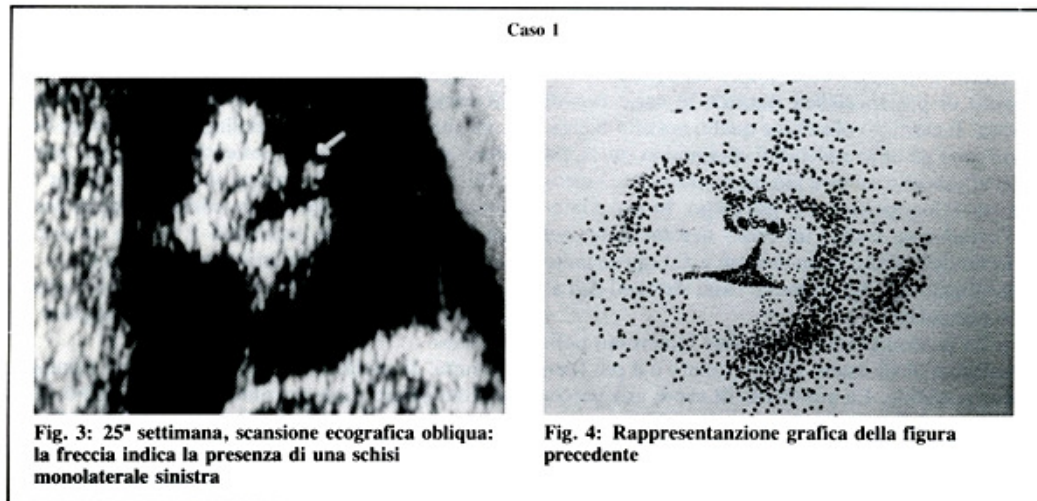 Caso 1
Fig. 3: 25ª settimana, scansione ecografica obliqua:
la freccia indica la presenza di una schisi
monolaterale sinistra
Fig. 4: Rappresentanzione grafica della figura
precedente